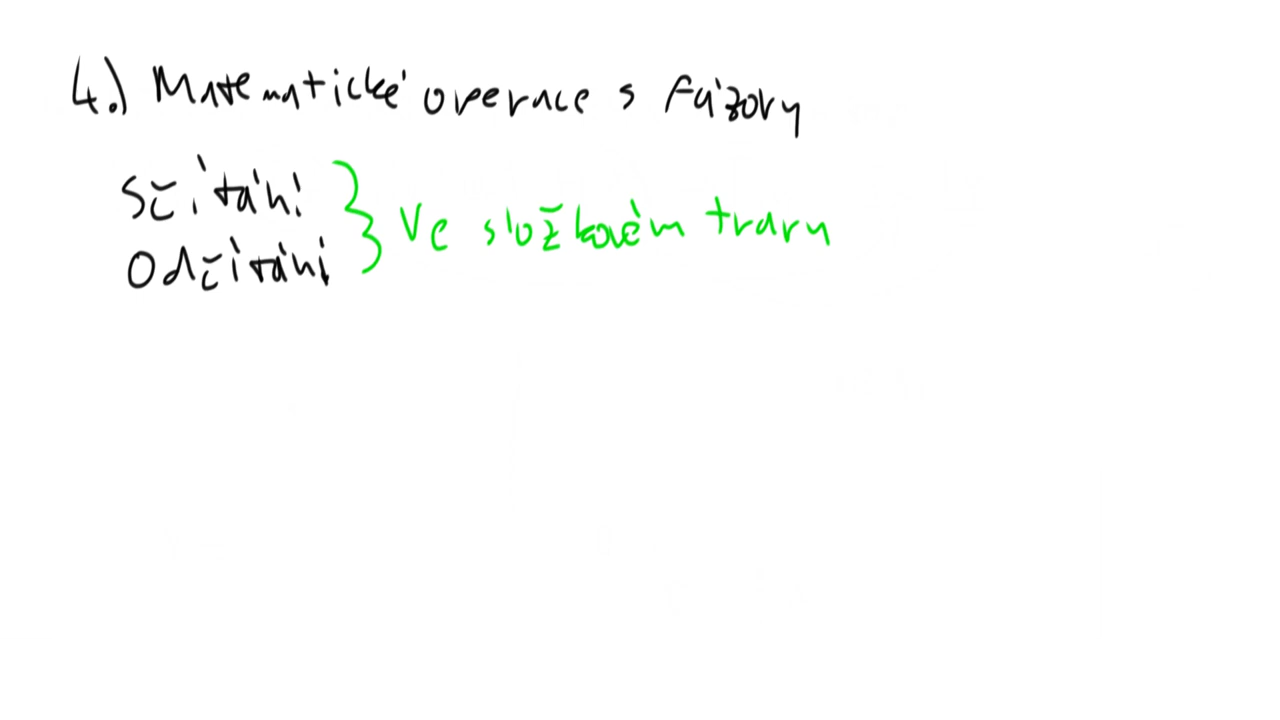 4.) Matematické operace s fázory
Sčítání } ve složkovém tvaru
Odčítání